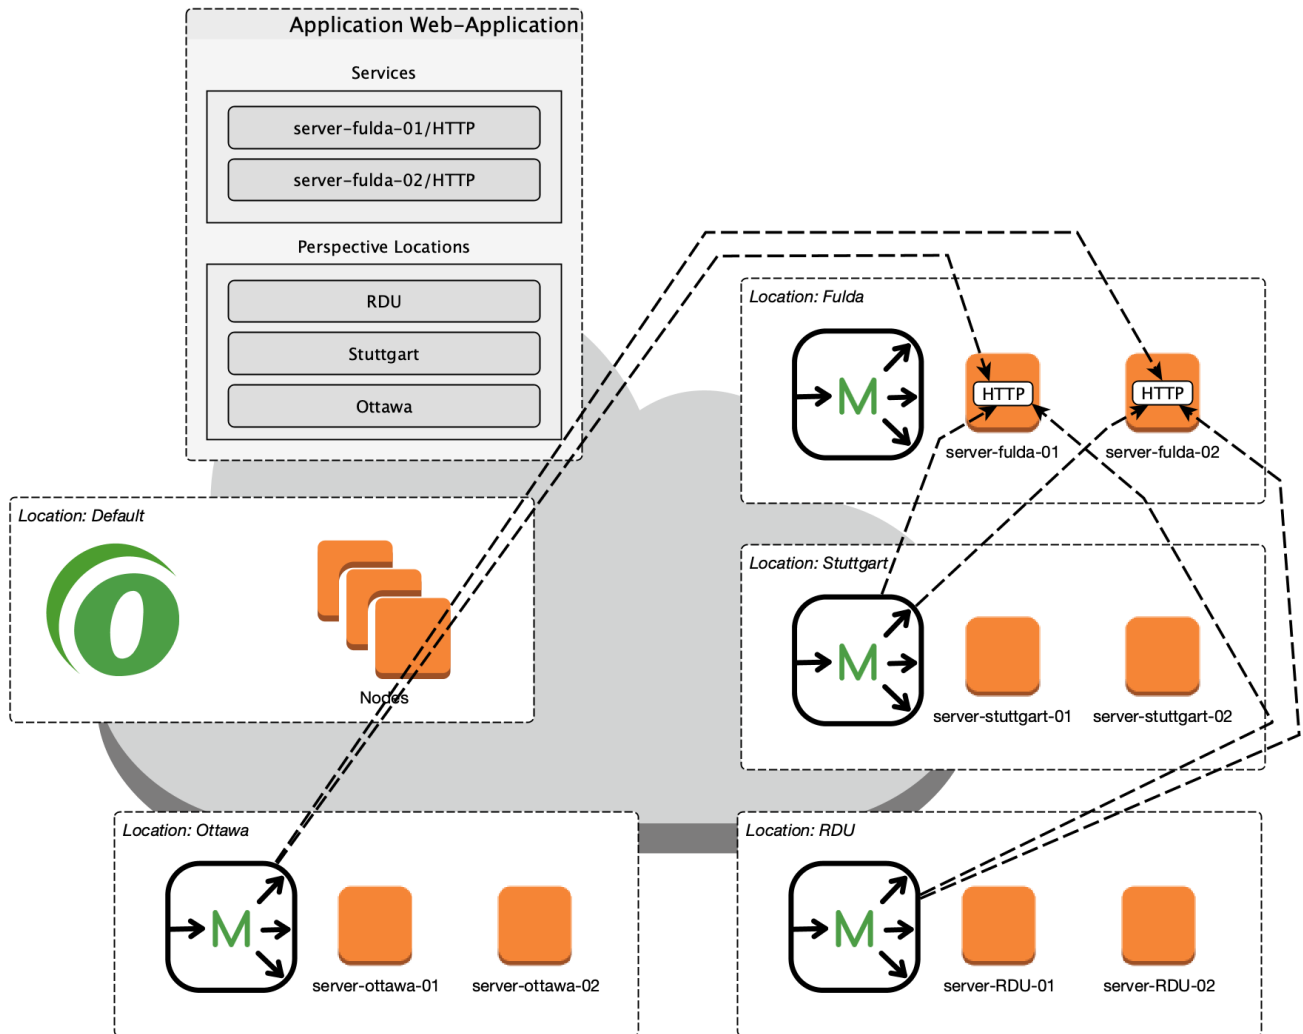 Application Web-Application
Services
server-fulda-01/HTTP
server-fulda-02/HTTP
Perspective Locations
RDU
Stuttgart
Ottawa
Location: Fulda
M
HTTP
HTTP
server-fulda-01
server-fulda-02
Location: Default
Nodes
Location: Stuttgart
M
server-stuttgart-01
server-stuttgart-02
Location: Ottawa
M
server-ottawa-01
server-ottawa-02
Location: RDU
M
server-RDU-01
server-RDU-02